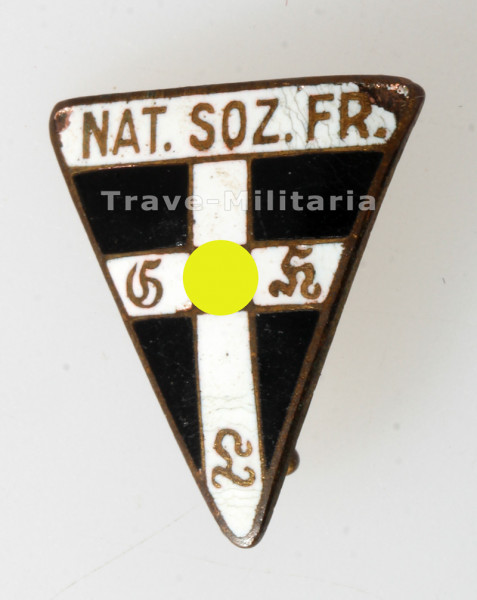 NAT. SOZ. FR.
Trave-Militaria
G H
L